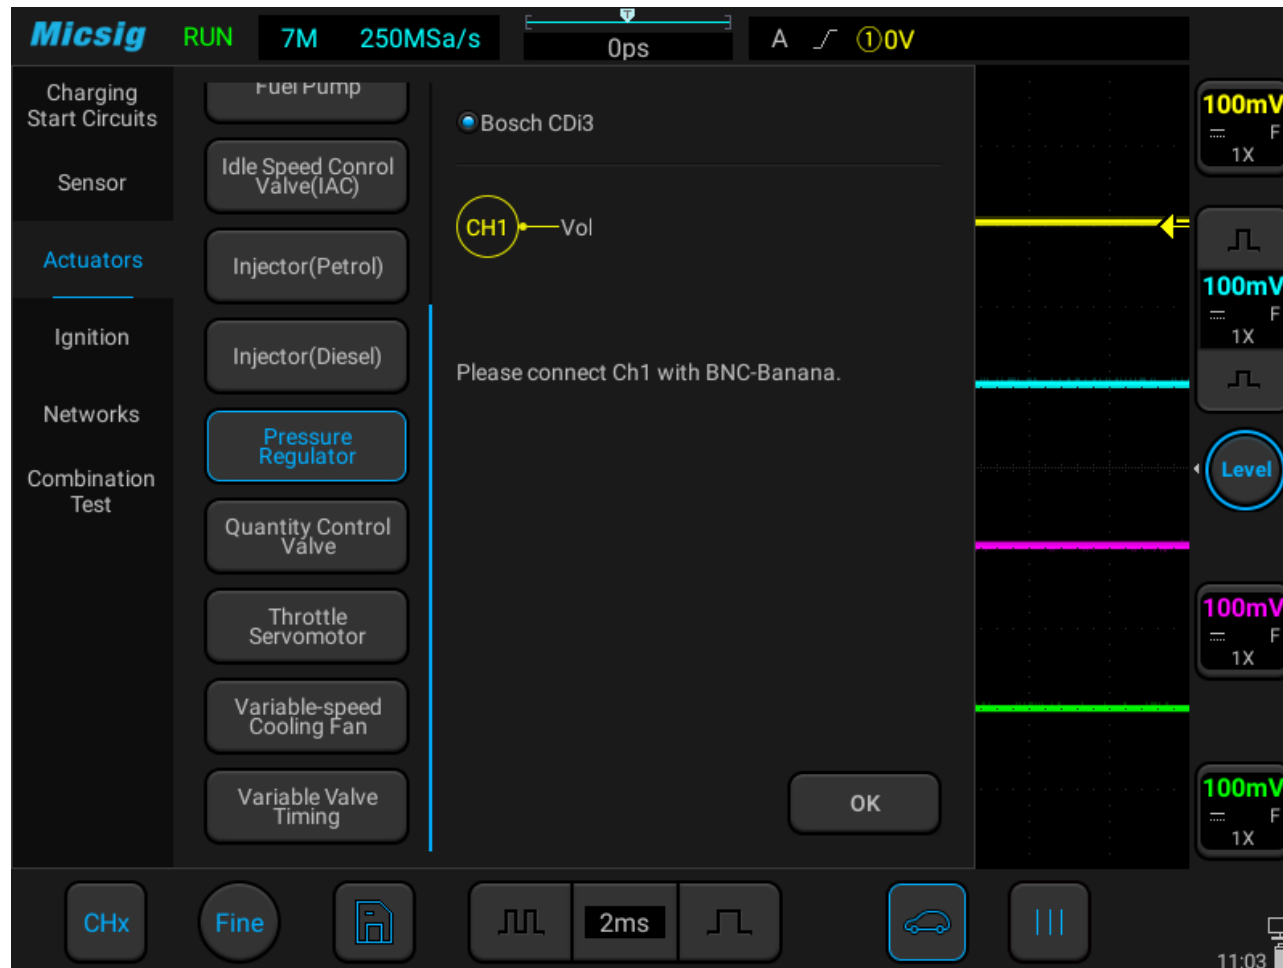 Micsig RUN 7M 250MSa/s T 0ps A ①0V
Charging
Start Circuits
Sensor
Actuators
Ignition
Networks
Combination
Test
Fuel Pump
Idle Speed Conrol
Valve(IAC)
Injector(Petrol)
Injector(Diesel)
Pressure
Regulator
Quantity Control
Valve
Throttle
Servomotor
Variable-speed
Cooling Fan
Variable Valve
Timing
Bosch CDi3
CH1 Vol
Please connect Ch1 with BNC-Banana.
OK
100mV
F
1X
100mV
F
1X
Level
100mV
F
1X
100mV
F
1X
CHx Fine 2ms
11:03